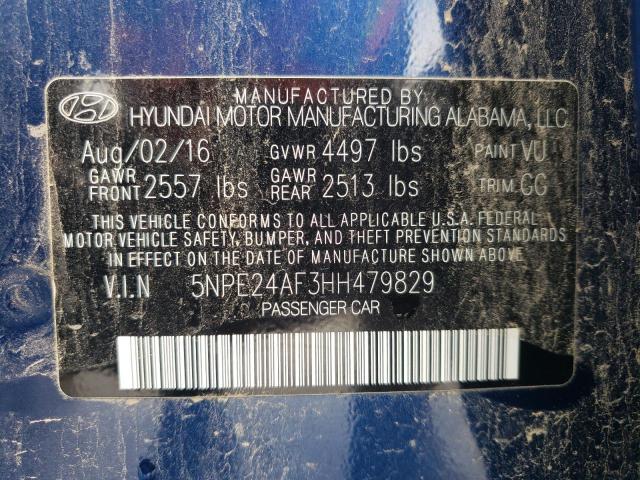 MANUFACTURED BY
HYUNDAI MOTOR MANUFACTURING ALABAMA, LLC
Aug/02/16 GVWR 4497 lbs PAINT VU
GAWR FRONT 2557 lbs GAWR REAR 2513 lbs TRIM GG
THIS VEHICLE CONFORMS TO ALL APPLICABLE U.S.A. FEDERAL
MOTOR VEHICLE SAFETY, BUMPER, AND THEFT PREVENTION STANDARDS
IN EFFECT ON THE DATE OF MANUFACTURE SHOWN ABOVE.
V.I.N 5NPE24AF3HH479829
PASSENGER CAR